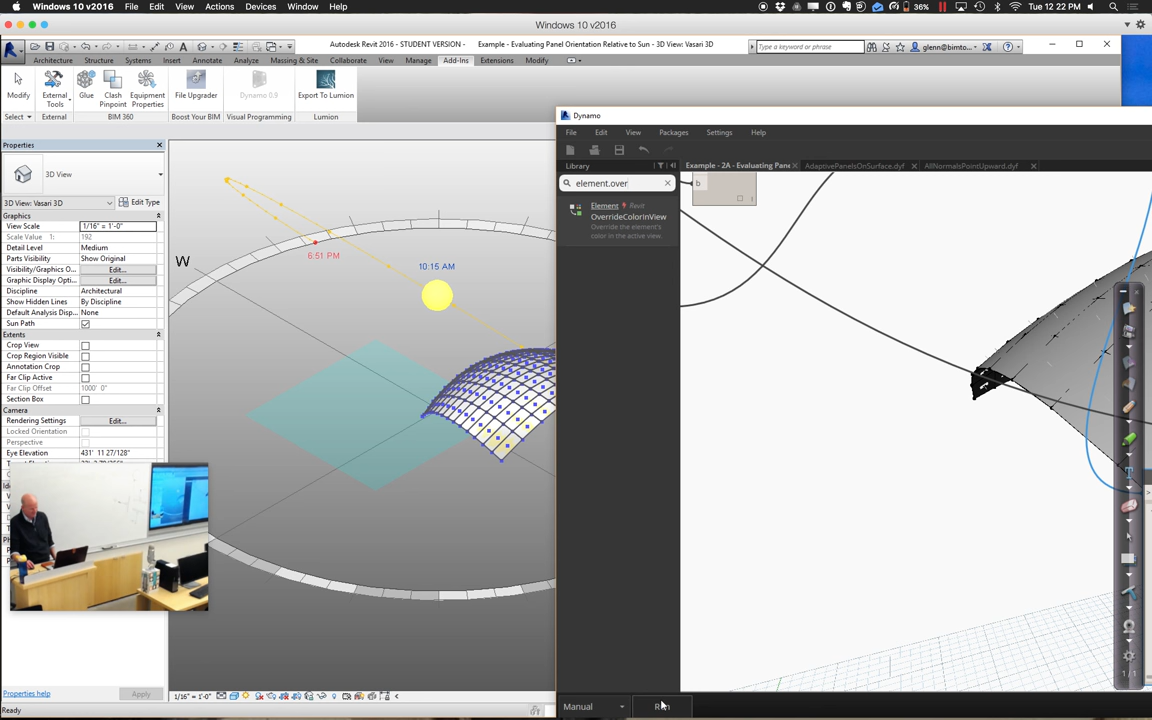 Windows 10 v2016 File Edit View Actions Devices Window Help
36% Tue 12 22 PM
Windows 10 v2016
Autodesk Revit 2016 - STUDENT VERSION - Example - Evaluating Panel Orientation Relative to Sun - 3D View: Vasari 3D
Type a keyword or phrase
glenn@bimto...
Architecture Structure Systems Insert Annotate Analyze Massing & Site Collaborate View Manage Add-Ins Extensions Modify
Modify
External Tools
Glue
Clash Pinpoint
Equipment Properties
File Upgrader
Dynamo 0.9
Export To Lumion
Select External BIM 360 Boost Your BIM Visual Programming Lumion
Properties
3D View
3D View: Vasari 3D Edit Type
Graphics
View Scale 1/16" = 1'-0"
Scale Value 1: 192
Detail Level Medium
Parts Visibility Show Original
Visibility/Graphics O... Edit...
Graphic Display Opti... Edit...
Discipline Architectural
Show Hidden Lines By Discipline
Default Analysis Disp... None
Sun Path
Extents
Crop View
Crop Region Visible
Annotation Crop
Far Clip Active
Far Clip Offset 1000' 0"
Section Box
Camera
Rendering Settings Edit...
Locked Orientation
Perspective
Eye Elevation 431' 11 27/128"
Properties help Apply
Ready
W
6:51 PM
10:15 AM
1/16" = 1'-0"
Dynamo
File Edit View Packages Settings Help
Library
Example - 2A - Evaluating Pane AdaptivePanelsOnSurface.dyf AllNormalsPointUpward.dyf
element.over
b
Element Revit
OverrideColorInView
Override the element's
color in the active view.
1/1
Manual